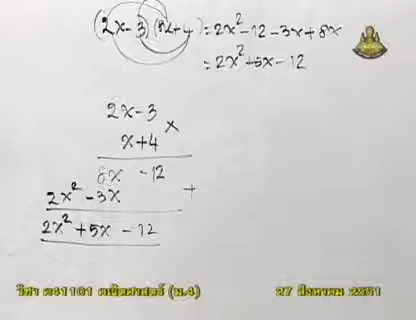 (2x-3)(x+4) = 2x²-12-3x+8x
= 2x²+5x-12
2x-3
x+4 ×
8x -12
2x² -3x +
2x²+5x -12
วิชา ค41101 คณิตศาสตร์ (ม.4) 27 สิงหาคม 2551